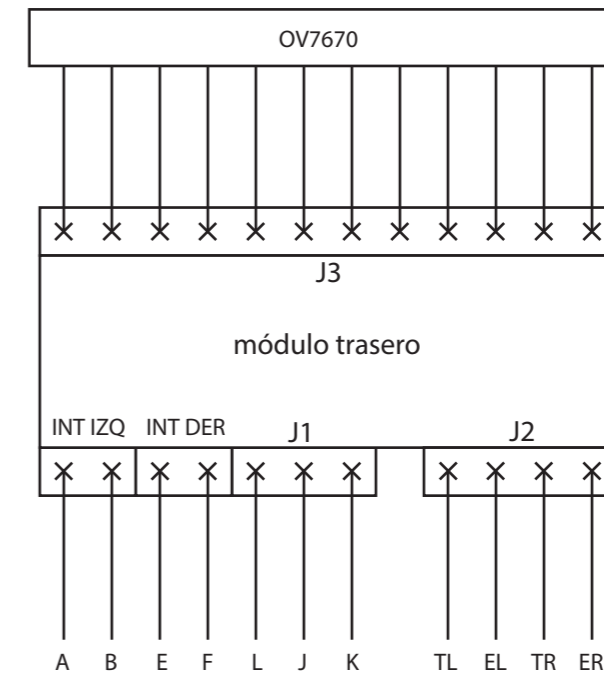 OV7670
J3
módulo trasero
INT IZQ INT DER J1 J2
A B E F L J K TL EL TR ER